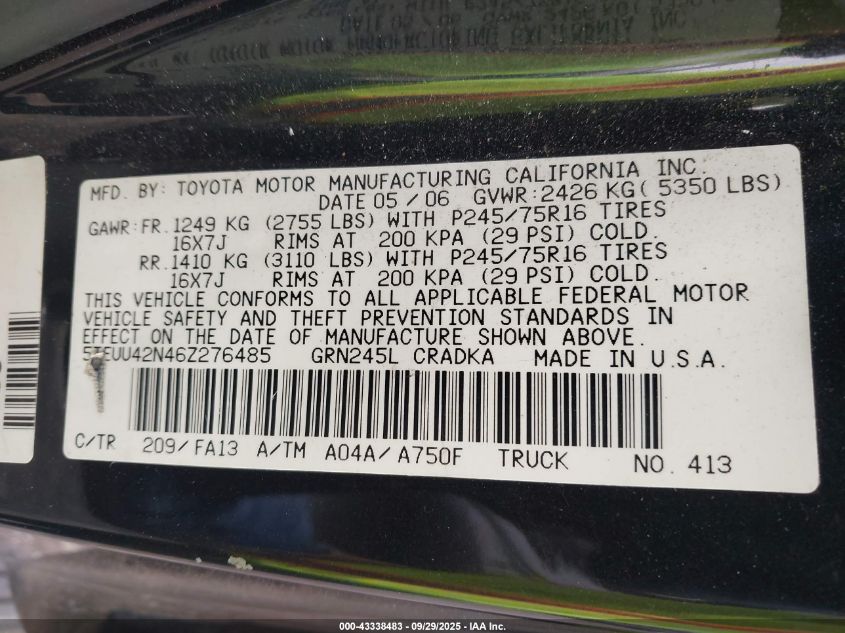 MFD. BY: TOYOTA MOTOR MANUFACTURING CALIFORNIA INC.
DATE 05 / 06 GVWR:2426 KG( 5350 LBS)
GAWR:FR. 1249 KG (2755 LBS) WITH P245/75R16 TIRES
16X7J RIMS AT 200 KPA (29 PSI) COLD.
RR. 1410 KG (3110 LBS) WITH P245/75R16 TIRES
16X7J RIMS AT 200 KPA (29 PSI) COLD.
THIS VEHICLE CONFORMS TO ALL APPLICABLE FEDERAL MOTOR
VEHICLE SAFETY AND THEFT PREVENTION STANDARDS IN
EFFECT ON THE DATE OF MANUFACTURE SHOWN ABOVE.
5TEUU42N46Z276485 GRN245L CRADKA MADE IN U.S.A.
C/TR 209/FA13 A/TM A04A/A750F TRUCK NO. 413
000-43338483 - 09/29/2025 - IAA Inc.